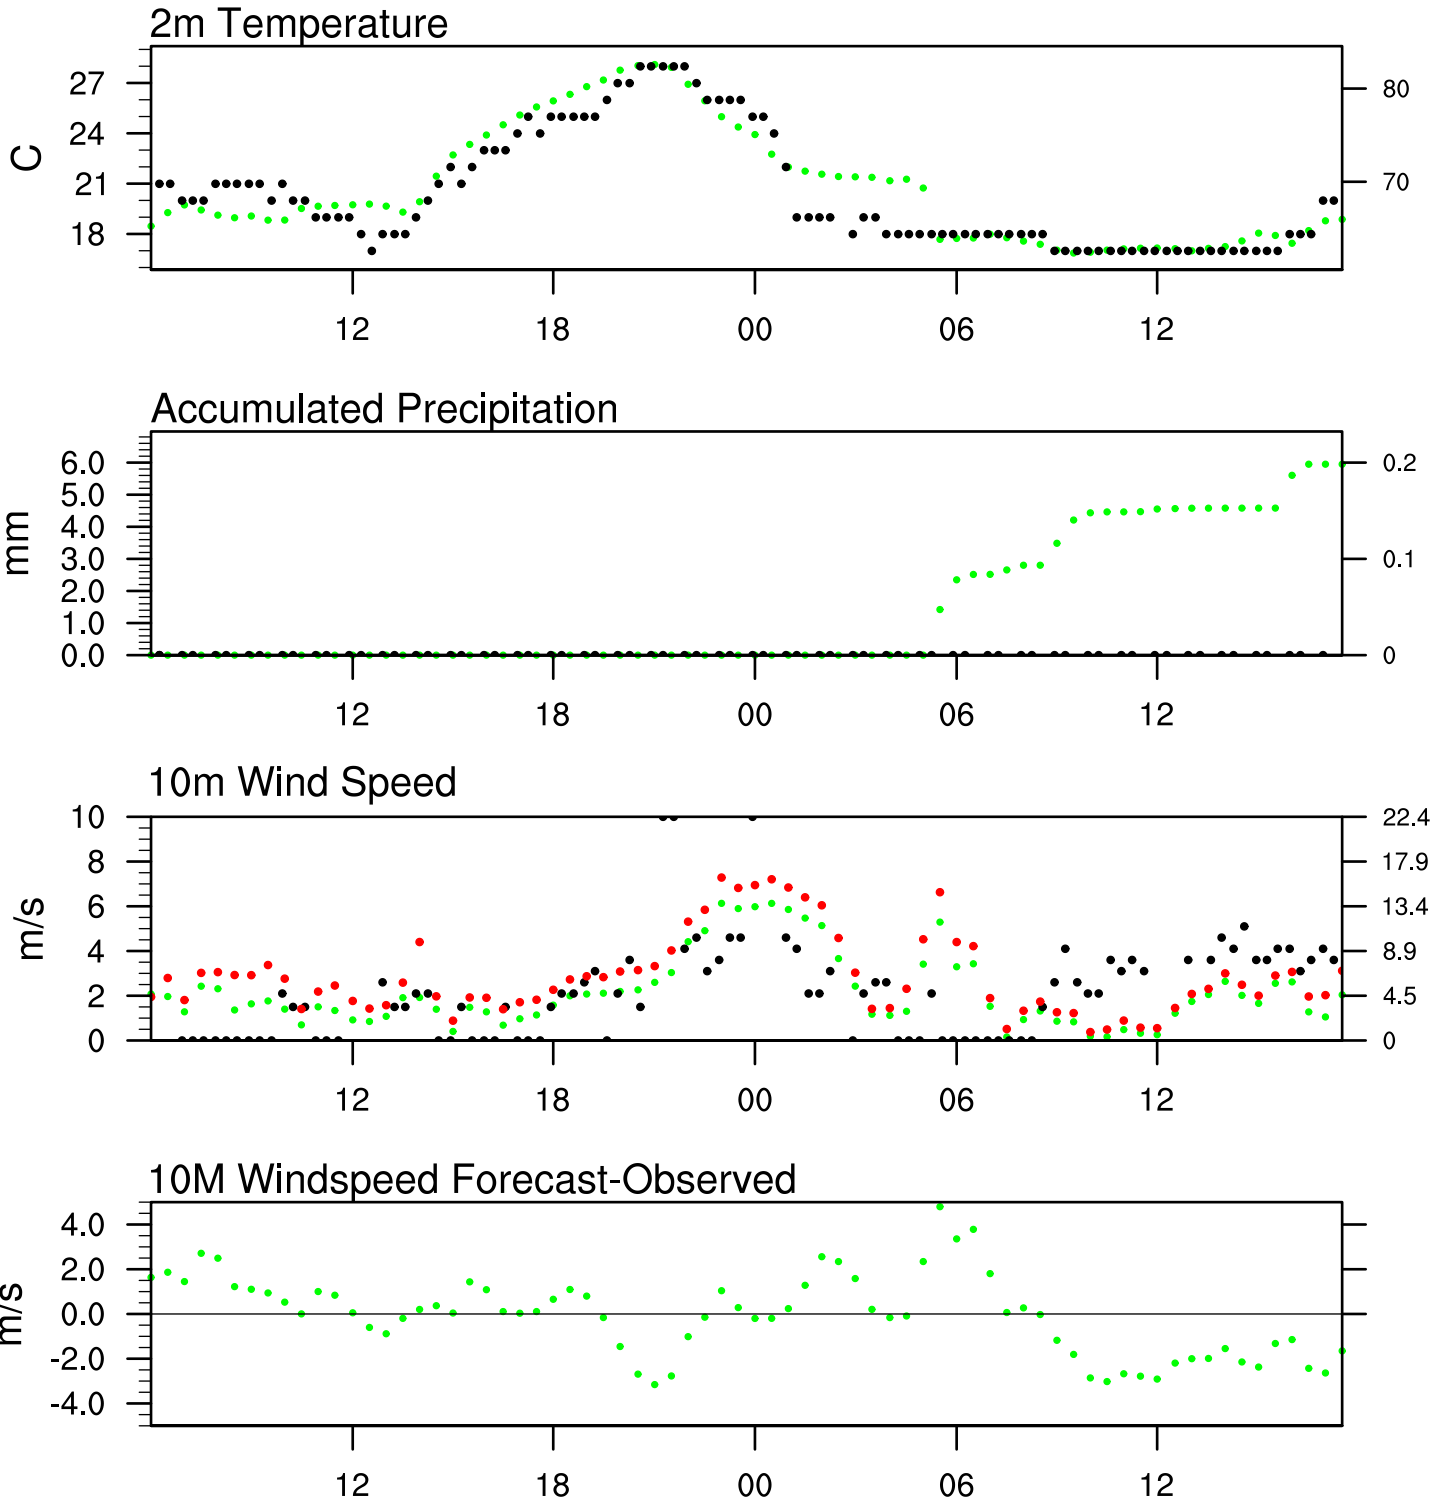 2m Temperature
27
24
21
18
C
80
70
12 18 00 06 12
Accumulated Precipitation
6.0
5.0
4.0
3.0
2.0
1.0
0.0
mm
0.2
0.1
0
12 18 00 06 12
10m Wind Speed
10
8
6
4
2
0
m/s
22.4
17.9
13.4
8.9
4.5
0
12 18 00 06 12
10M Windspeed Forecast-Observed
4.0
2.0
0.0
-2.0
-4.0
m/s
12 18 00 06 12